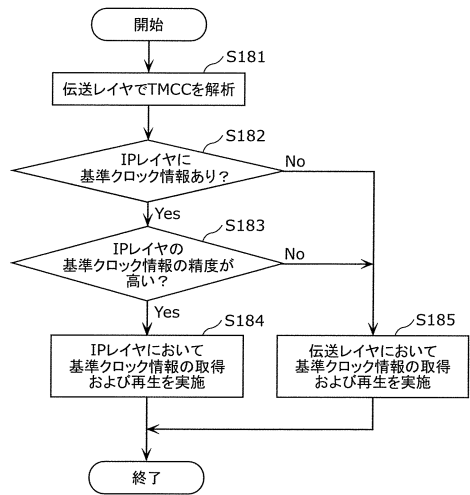 開始
S181
伝送レイヤでTMCCを解析
S182
IPレイヤに
基準クロック情報あり？
No
Yes
S183
IPレイヤの
基準クロック情報の精度が
高い？
No
Yes
S184
IPレイヤにおいて
基準クロック情報の取得
および再生を実施
S185
伝送レイヤにおいて
基準クロック情報の取得
および再生を実施
終了